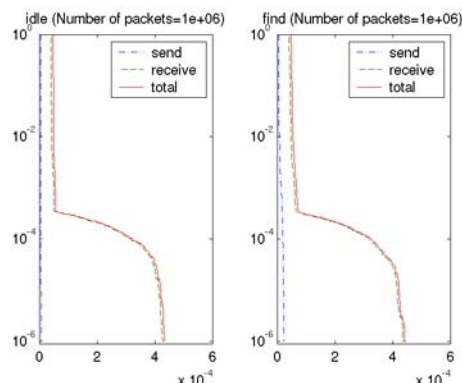 idle (Number of packets=1e+06)
send
receive
total
10^0
10^-2
10^-4
10^-6
0 2 4 6
x 10^-4
find (Number of packets=1e+06)
send
receive
total
10^0
10^-2
10^-4
10^-6
0 2 4 6
x 10^-4